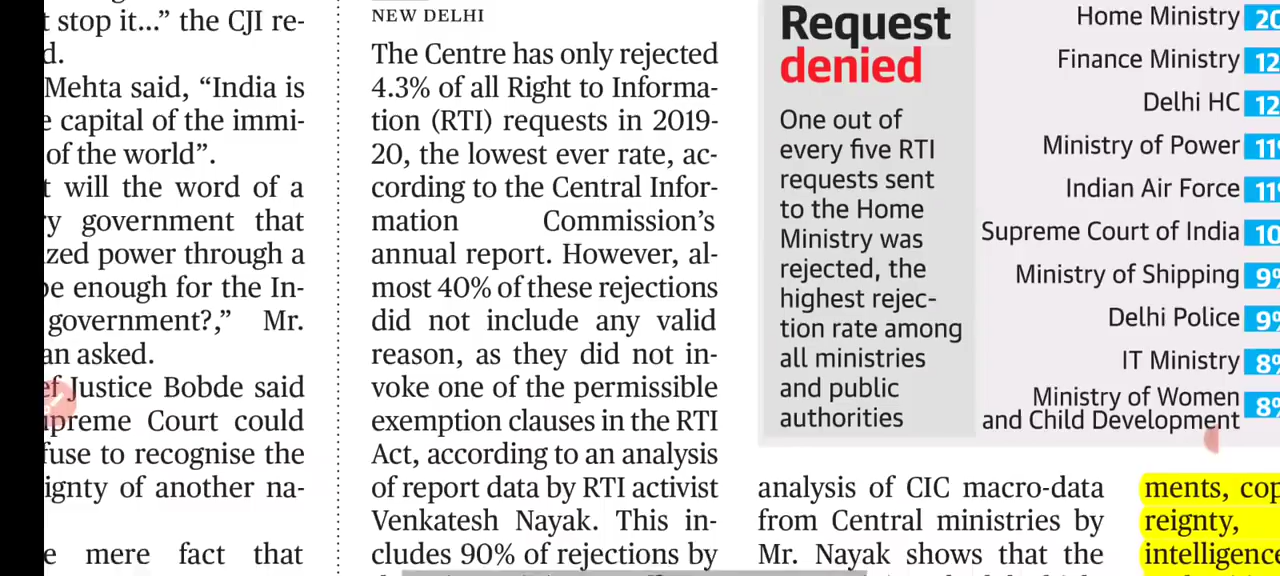 t stop it...” the CJI re-
d.
Mehta said, “India is
e capital of the immi-
of the world”.
t will the word of a
y government that
zed power through a
be enough for the In-
government?,” Mr.
an asked.
ef Justice Bobde said
upreme Court could
fuse to recognise the
ignty of another na-
e mere fact that
NEW DELHI
The Centre has only rejected
4.3% of all Right to Informa-
tion (RTI) requests in 2019-
20, the lowest ever rate, ac-
cording to the Central Infor-
mation Commission’s
annual report. However, al-
most 40% of these rejections
did not include any valid
reason, as they did not in-
voke one of the permissible
exemption clauses in the RTI
Act, according to an analysis
of report data by RTI activist
Venkatesh Nayak. This in-
cludes 90% of rejections by
Request
denied
One out of
every five RTI
requests sent
to the Home
Ministry was
rejected, the
highest rejec-
tion rate among
all ministries
and public
authorities
Home Ministry 20
Finance Ministry 12
Delhi HC 12
Ministry of Power 11
Indian Air Force 11
Supreme Court of India 10
Ministry of Shipping 9%
Delhi Police 9%
IT Ministry 8%
Ministry of Women
and Child Development 8%
analysis of CIC macro-data
from Central ministries by
Mr. Nayak shows that the
ments, cop
reignty,
intelligence